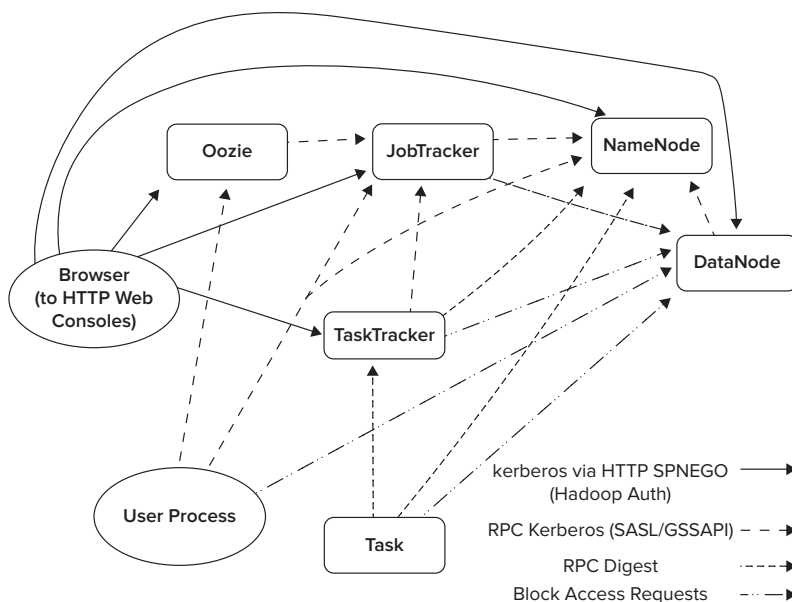 Oozie
JobTracker
NameNode
Browser
(to HTTP Web
Consoles)
DataNode
TaskTracker
User Process
Task
kerberos via HTTP SPNEGO
(Hadoop Auth)
RPC Kerberos (SASL/GSSAPI)
RPC Digest
Block Access Requests